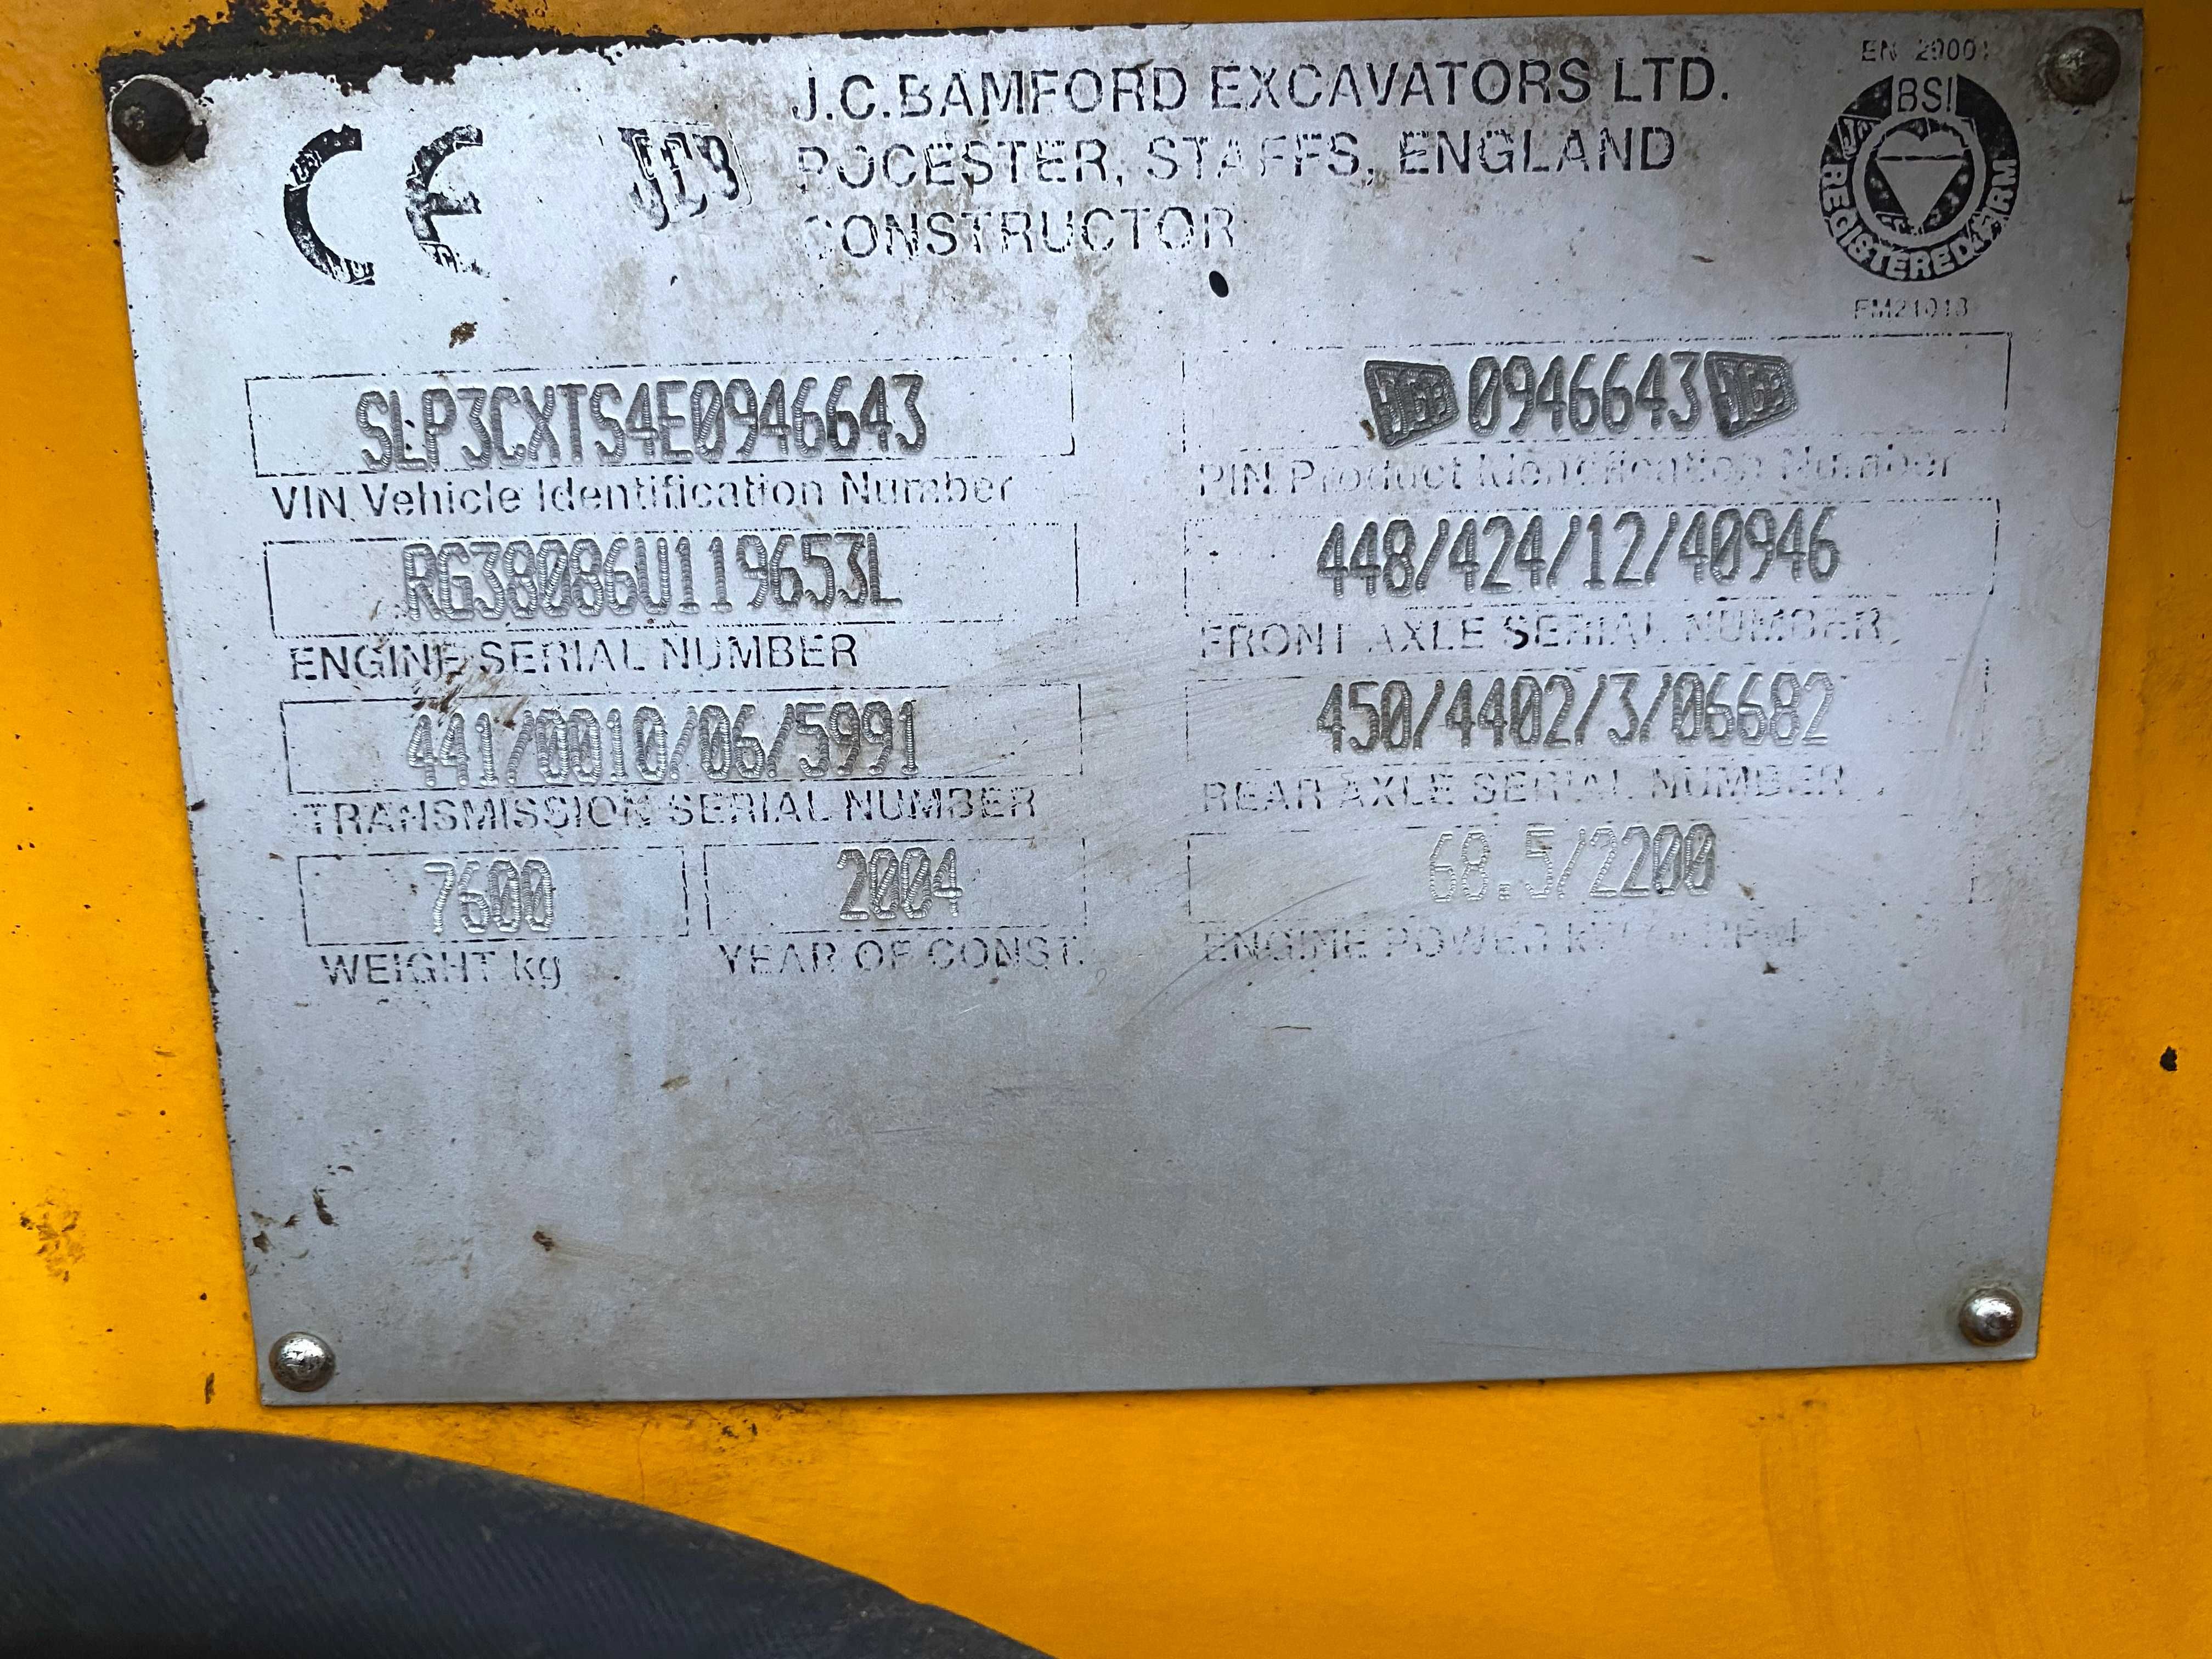 CE
JCB
J.C.BAMFORD EXCAVATORS LTD.
ROCESTER, STAFFS, ENGLAND
CONSTRUCTOR
EN 29001
BSI
REGISTERED FIRM
FM21013
SLP3CXTS4E0946643
VIN Vehicle Identification Number
JCB 0946643 JCB
PIN Product Identification Number
RG38086U119653L
ENGINE SERIAL NUMBER
448/424/12/40946
FRONT AXLE SERIAL NUMBER
441/0010/06/5991
TRANSMISSION SERIAL NUMBER
450/4402/3/06682
REAR AXLE SERIAL NUMBER
7600
WEIGHT kg
2004
YEAR OF CONST.
68.5/2200
ENGINE POWER